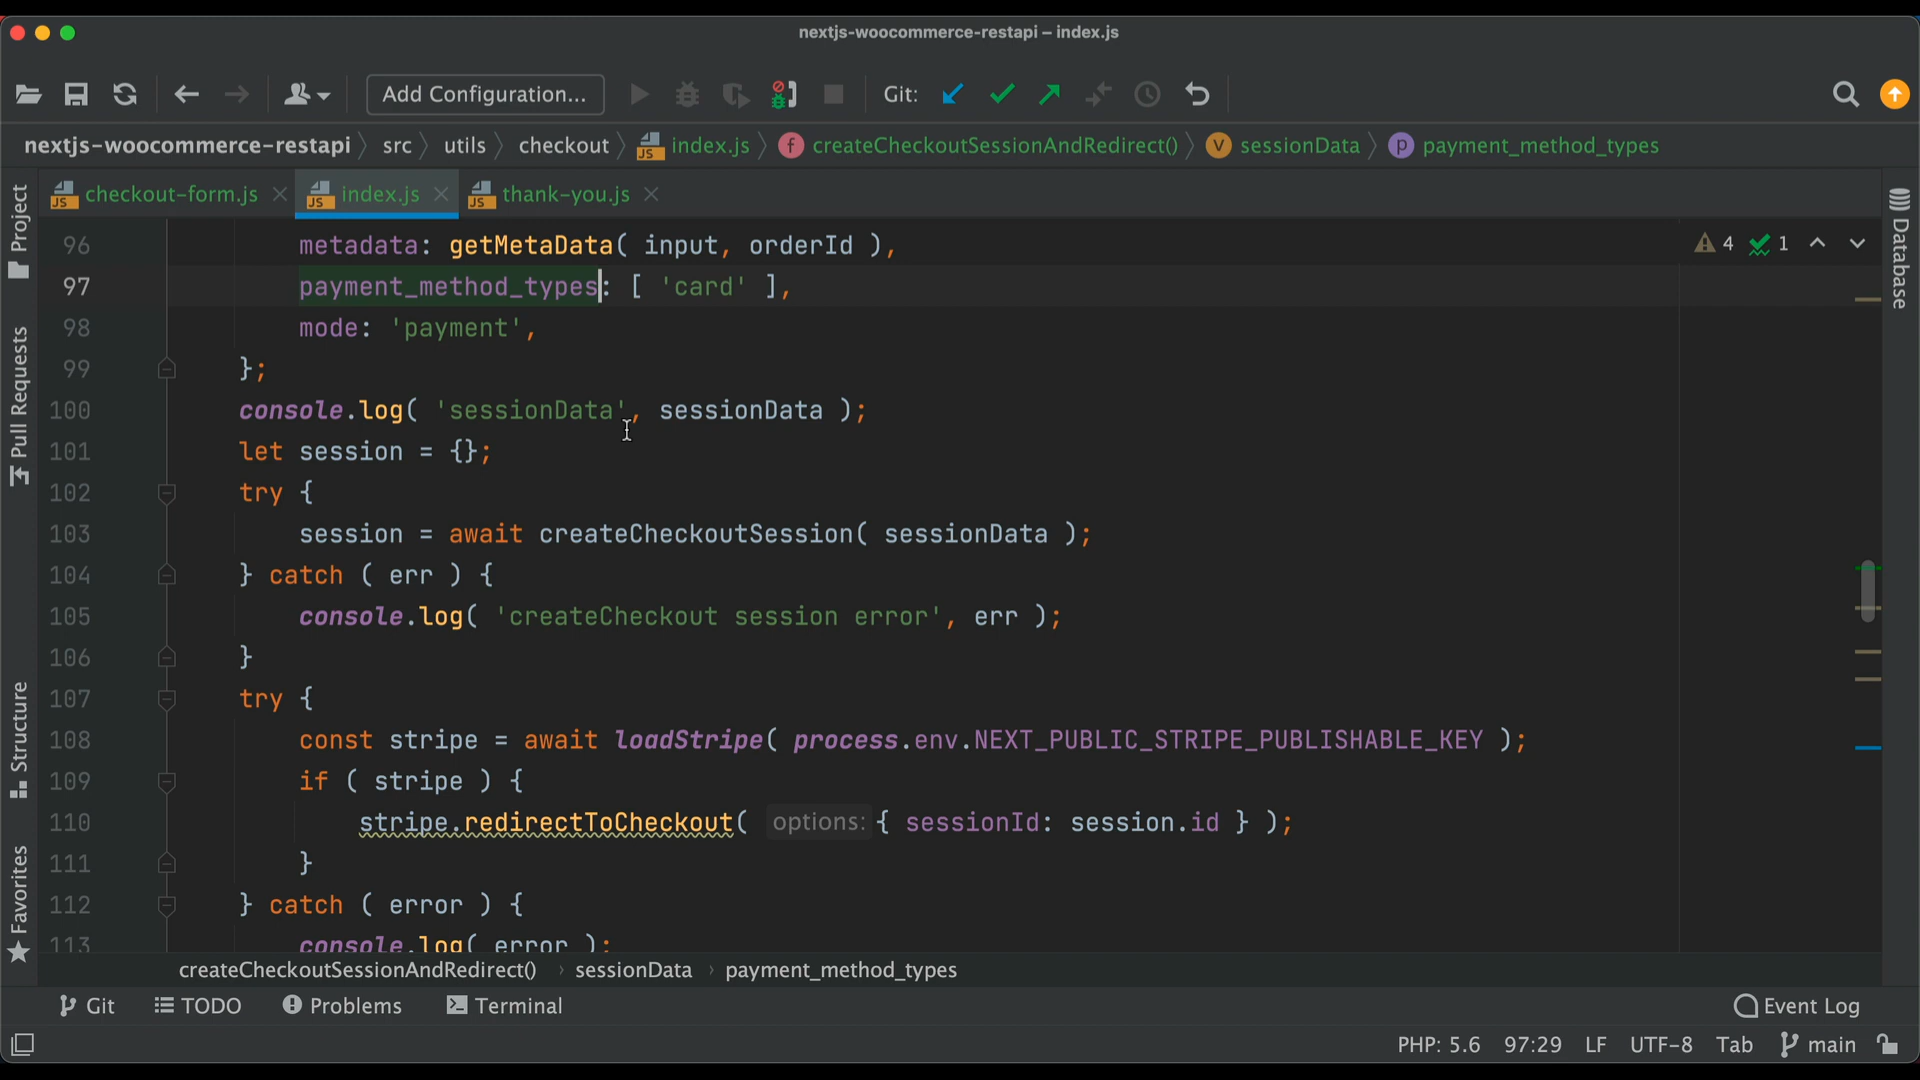 nextjs-woocommerce-restapi – index.js
Add Configuration...
Git:
nextjs-woocommerce-restapi src utils checkout JS index.js f createCheckoutSessionAndRedirect() V sessionData p payment_method_types
JS checkout-form.js JS index.js JS thank-you.js
Project
Pull Requests
Structure
Favorites
Database
4 1
96 metadata: getMetaData( input, orderId ),
97 payment_method_types: [ 'card' ],
98 mode: 'payment',
99 };
100 console.log( 'sessionData', sessionData );
101 let session = {};
102 try {
103 session = await createCheckoutSession( sessionData );
104 } catch ( err ) {
105 console.log( 'createCheckout session error', err );
106 }
107 try {
108 const stripe = await loadStripe( process.env.NEXT_PUBLIC_STRIPE_PUBLISHABLE_KEY );
109 if ( stripe ) {
110 stripe.redirectToCheckout( options: { sessionId: session.id } );
111 }
112 } catch ( error ) {
113 console.log( error );
createCheckoutSessionAndRedirect() › sessionData › payment_method_types
Git TODO Problems Terminal Event Log
PHP: 5.6 97:29 LF UTF-8 Tab main